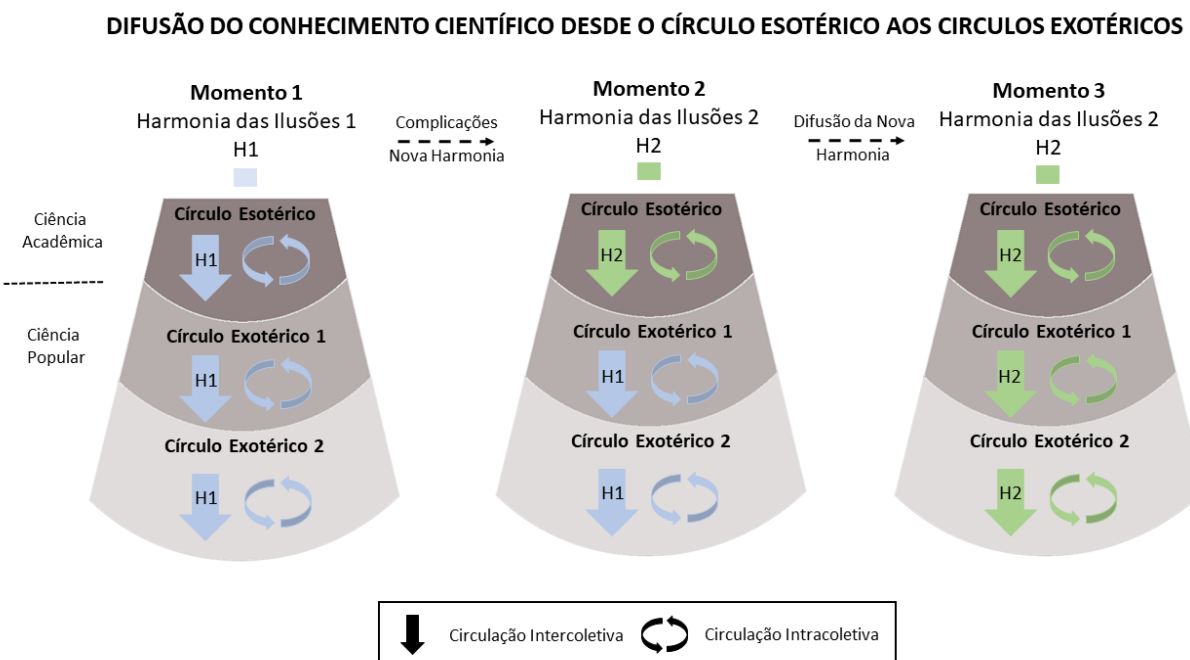 DIFUSÃO DO CONHECIMENTO CIENTÍFICO DESDE O CÍRCULO ESOTÉRICO AOS CIRCULOS EXOTÉRICOS
Momento 1
Harmonia das Ilusões 1
H1
Complicações
Nova Harmonia
Momento 2
Harmonia das Ilusões 2
H2
Difusão da Nova
Harmonia
Momento 3
Harmonia das Ilusões 2
H2
Ciência
Acadêmica
Ciência
Popular
Círculo Esotérico
H1
Círculo Exotérico 1
H1
Círculo Exotérico 2
H1
Círculo Esotérico
H2
Círculo Exotérico 1
H1
Círculo Exotérico 2
H1
Círculo Esotérico
H2
Círculo Exotérico 1
H2
Círculo Exotérico 2
H2
Circulação Intercoletiva
Circulação Intracoletiva